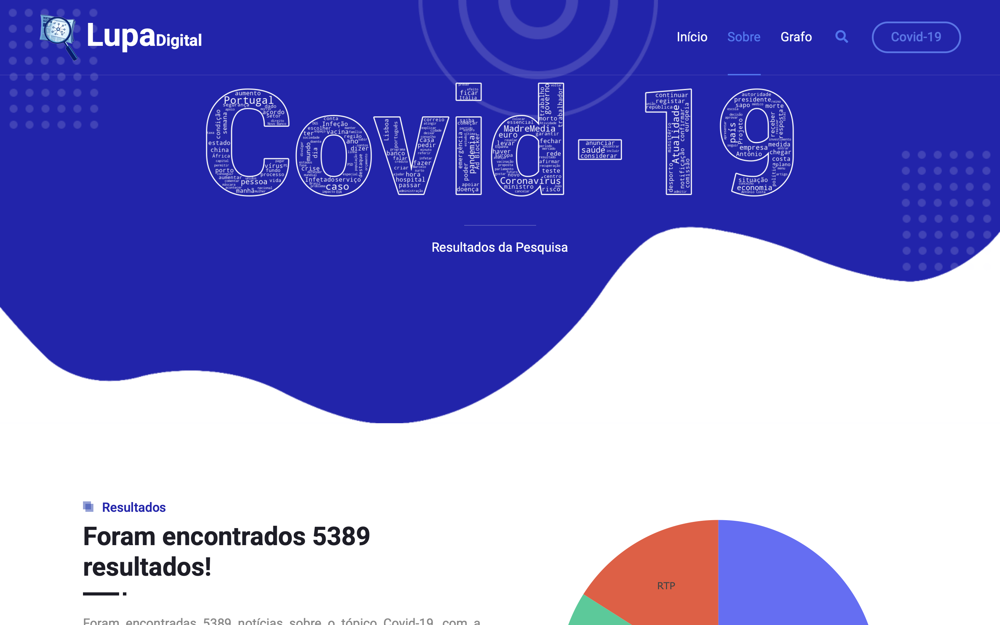 LupaDigital
Início Sobre Grafo Covid-19
Covid-19
aumento
Portugal
segurança
dado
apoio
morrer
acordo
Setor
direito
Novo Banco
condição
semana
taxa
estado
china
África
capital
permitir
porto
conseguir
aumentar
comentar
máscara
acontecer
manhã
mulher
nacional
unidos
pessoa
vida
processo
fundo
vírus
PS
pagar
conta
DGS
Infeção
escolher
manter
ter
espaço
vacina
família
sociedade
região
subir
doente
ano
santos
dizer
linha
divulgar
mundo
dia
estados
fase
crise
defender
mundial
PSD
população
destaque
orçamento
especial
Infetado
serviço
Brasil
problema
caso
impacto
EUA
Lisboa
português
correio
atingir
explicar
cidade
deixar
conselho
casa
pedir
minuto
referir
programa
banco
falar
crédito
infetar
fazer
criar
Marcelo
surto
ajudar
hora
hospital
passar
administração
prever
efeito
ficar
Itália
saiba
começar
partido
escuro
vítima
estudo
emergência
pandemia
Ad Blocker
poder
apoiar
doença
voltar
trabalho
governo
trabalhador
morto
Atividade
colocar
essencial
MadreMedia
euro
garantir
revelar
levar
fechar
Espanha
período
mercado
haver
Europa
rede
avançar
resultado
vacinação
afirmar
proposta
recuperação
parlamento
teste
futuro
gostar
novo
centro
Coronavírus
ministro
João
cancelar
risco
anunciar
saúde
encontrar
incluir
considerar
continuar
registar
união
república
ministério
Atualidade
confirmar
europeia
desporto
notificação
comissão
admitir
autoridade
presidente
reino
sapo
médico
morte
escola
decisão
aprovar
apresentar
país
Projeto
receber
realizar
resposta
total
investimento
seguir
empresa
medida
entrar
António
chegar
costa
plano
menu
política
artigo
situação
concelho
economia
António Costa
Resultados da Pesquisa
Resultados
Foram encontrados 5389
resultados!
RTP
Foram encontradas 5389 notícias sobre o tópico Covid-19, com a